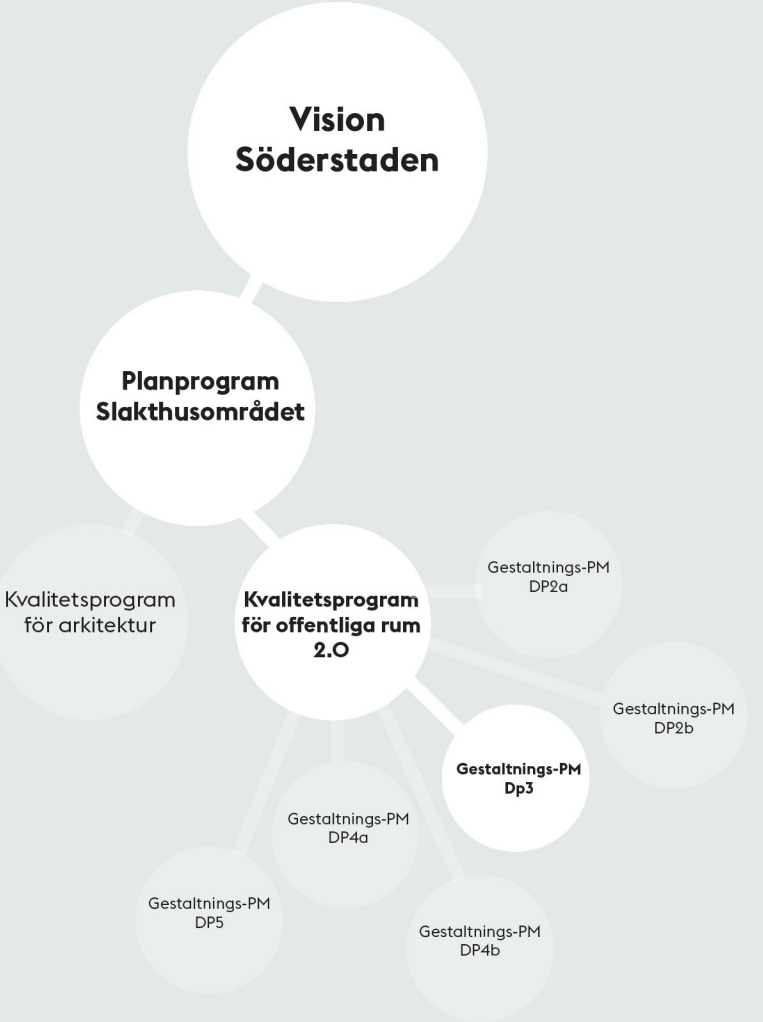 Vision
Söderstaden
Planprogram
Slakthusområdet
Kvalitetsprogram
för arkitektur
Kvalitetsprogram
för offentliga rum
2.0
Gestaltnings-PM
DP2a
Gestaltnings-PM
DP2b
Gestaltnings-PM
Dp3
Gestaltnings-PM
DP4a
Gestaltnings-PM
DP5
Gestaltnings-PM
DP4b